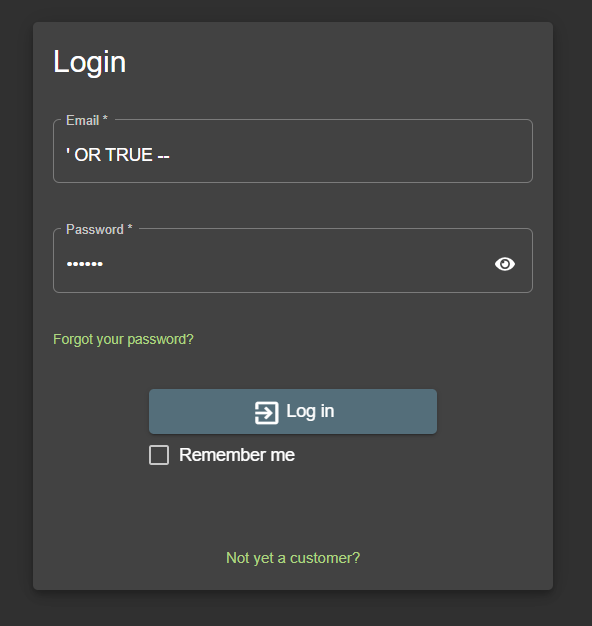 Login
Email *
' OR TRUE --
Password *
••••••
Forgot your password?
Log in
Remember me
Not yet a customer?